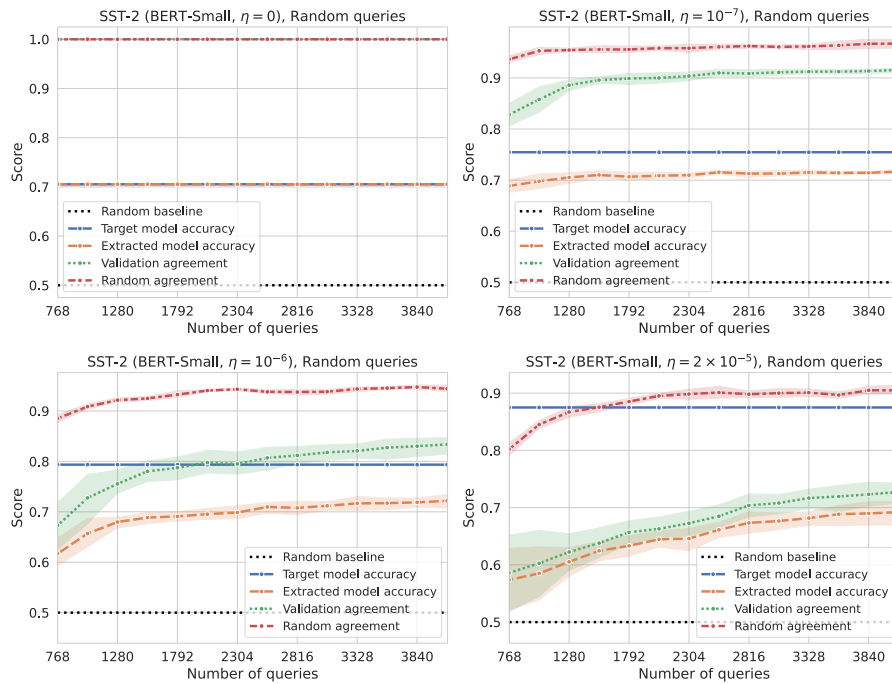 SST-2 (BERT-Small, η = 0), Random queries
1.0
0.9
0.8
0.7
0.6
0.5
Score
Random baseline
Target model accuracy
Extracted model accuracy
Validation agreement
Random agreement
768 1280 1792 2304 2816 3328 3840
Number of queries
SST-2 (BERT-Small, η = 10⁻⁷), Random queries
0.9
0.8
0.7
0.6
0.5
Score
Random baseline
Target model accuracy
Extracted model accuracy
Validation agreement
Random agreement
768 1280 1792 2304 2816 3328 3840
Number of queries
SST-2 (BERT-Small, η = 10⁻⁶), Random queries
0.9
0.8
0.7
0.6
0.5
Score
Random baseline
Target model accuracy
Extracted model accuracy
Validation agreement
Random agreement
768 1280 1792 2304 2816 3328 3840
Number of queries
SST-2 (BERT-Small, η = 2 × 10⁻⁵), Random queries
0.9
0.8
0.7
0.6
0.5
Score
Random baseline
Target model accuracy
Extracted model accuracy
Validation agreement
Random agreement
768 1280 1792 2304 2816 3328 3840
Number of queries